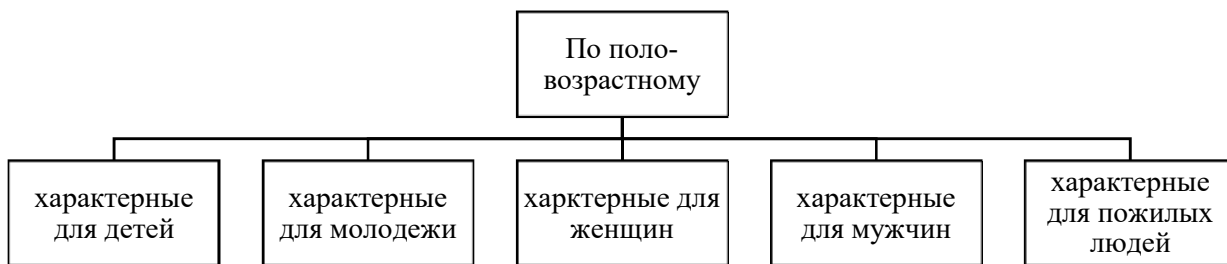 По поло-
возрастному
характерные
для детей
характерные
для молодежи
харктерные для
женщин
характерные
для мужчин
характерные
для пожилых
людей